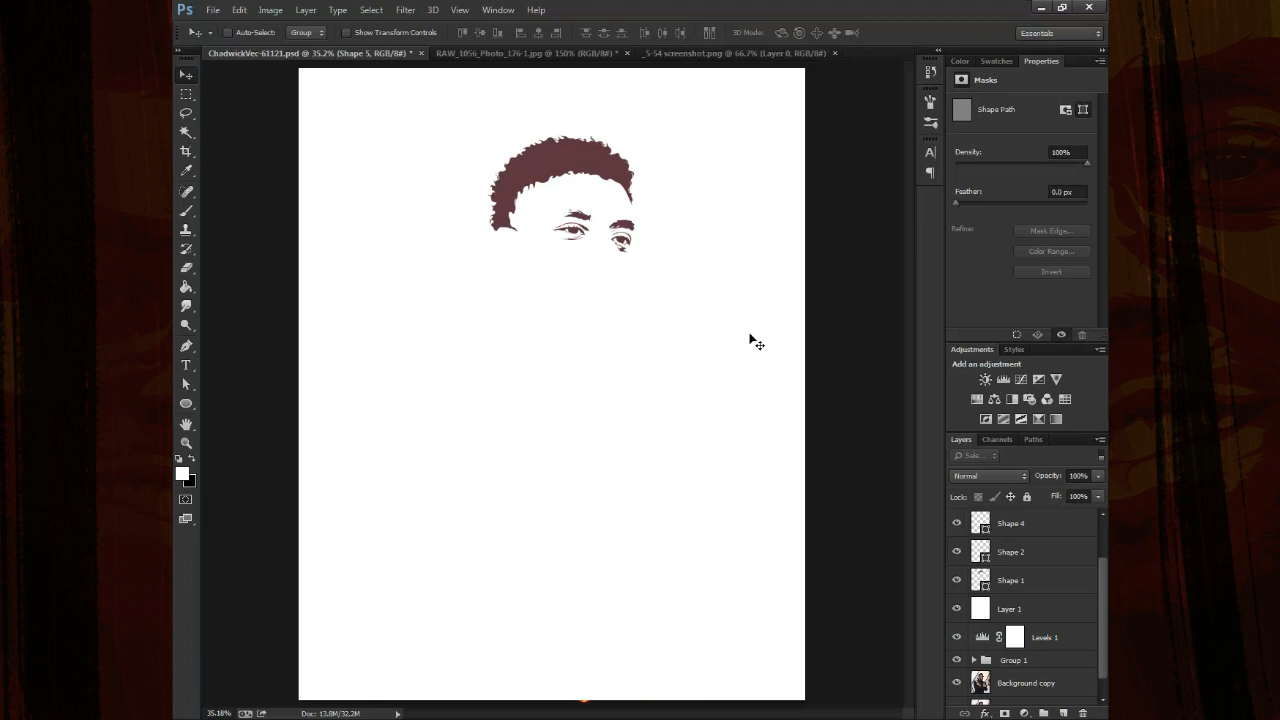 Ps File Edit Image Layer Type Select Filter 3D View Window Help
Auto-Select: Group Show Transform Controls 3D Mode: Essentials
ChadwickVec-61121.psd @ 35.2% (Shape 5, RGB/8#) * × RAW_1056_Photo_176-1.jpg @ 150% (RGB/8#) * × _5-54 screenshot.png @ 66.7% (Layer 0, RGB/8#) ×
Color Swatches Properties
Masks
Shape Path
Density: 100%
Feather: 0.0 px
Refine: Mask Edge...
Color Range...
Invert
Adjustments Styles
Add an adjustment
Layers Channels Paths
Sele...
Normal Opacity: 100%
Lock: Fill: 100%
Shape 4
Shape 2
Shape 1
Layer 1
Levels 1
Group 1
Background copy
35.18% Doc: 13.8M/32.2M